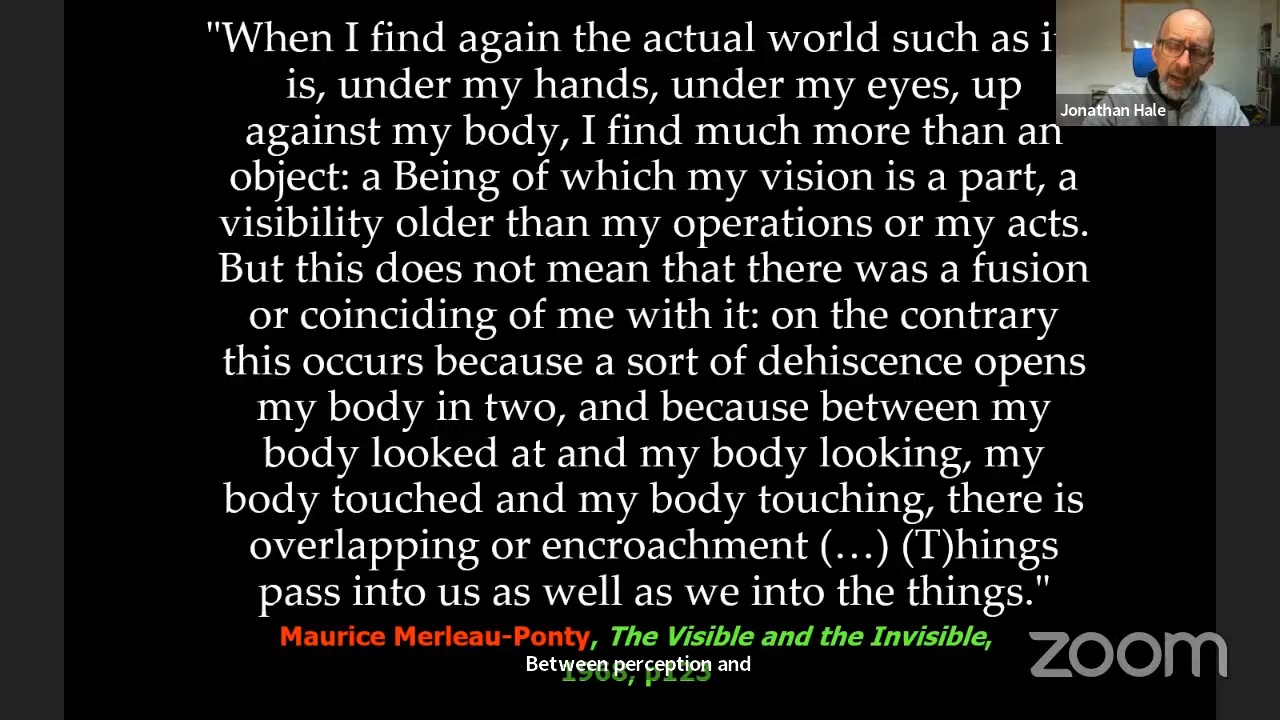 "When I find again the actual world such as it
is, under my hands, under my eyes, up
against my body, I find much more than an
object: a Being of which my vision is a part, a
visibility older than my operations or my acts.
But this does not mean that there was a fusion
or coinciding of me with it: on the contrary
this occurs because a sort of dehiscence opens
my body in two, and because between my
body looked at and my body looking, my
body touched and my body touching, there is
overlapping or encroachment (…) (T)hings
pass into us as well as we into the things."
Maurice Merleau-Ponty, The Visible and the Invisible,
1968, p123
Between perception and
Jonathan Hale
zoom